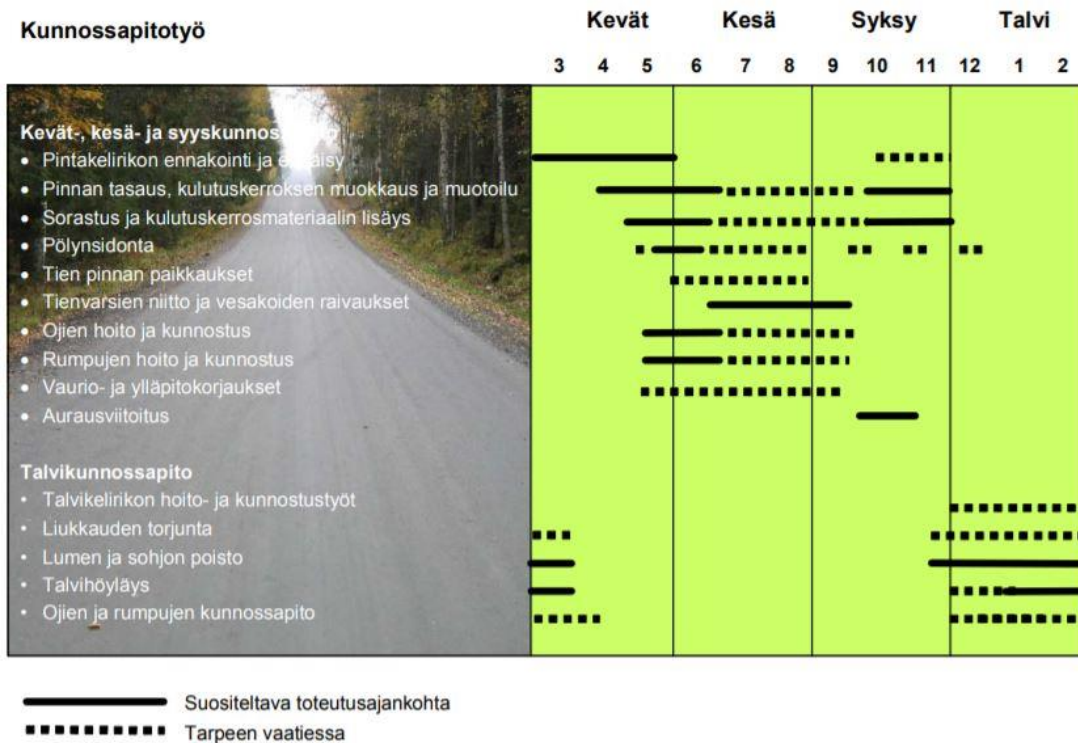 Kunnossapitotyö
Kevät Kesä Syksy Talvi
3 4 5 6 7 8 9 10 11 12 1 2
Kevät-, kesä- ja
• Pintakelirikon ennakointi ja
• Pinnan tasaus, kulutuskerroksen muokkaus ja muotoilu
• Sorastus ja kulutuskerrosmateriaalin lisäys
• Pölynsidonta
• Tien pinnan paikkaukset
• Tienvarsien niitto ja vesakoiden raivaukset
• Ojien hoito ja kunnostus
• Rumpujen hoito ja kunnostus
• Vaurio- ja ylläpitokorjaukset
• Aurausviitoitus
Talvikunnossapito
• Talvikelirikon hoito- ja kunnostustyöt
• Liukkauden torjunta
• Lumen ja sohjon poisto
• Talvihöyläys
• Ojien ja rumpujen kunnossapito
Suositeltava toteutusajankohta
Tarpeen vaatiessa